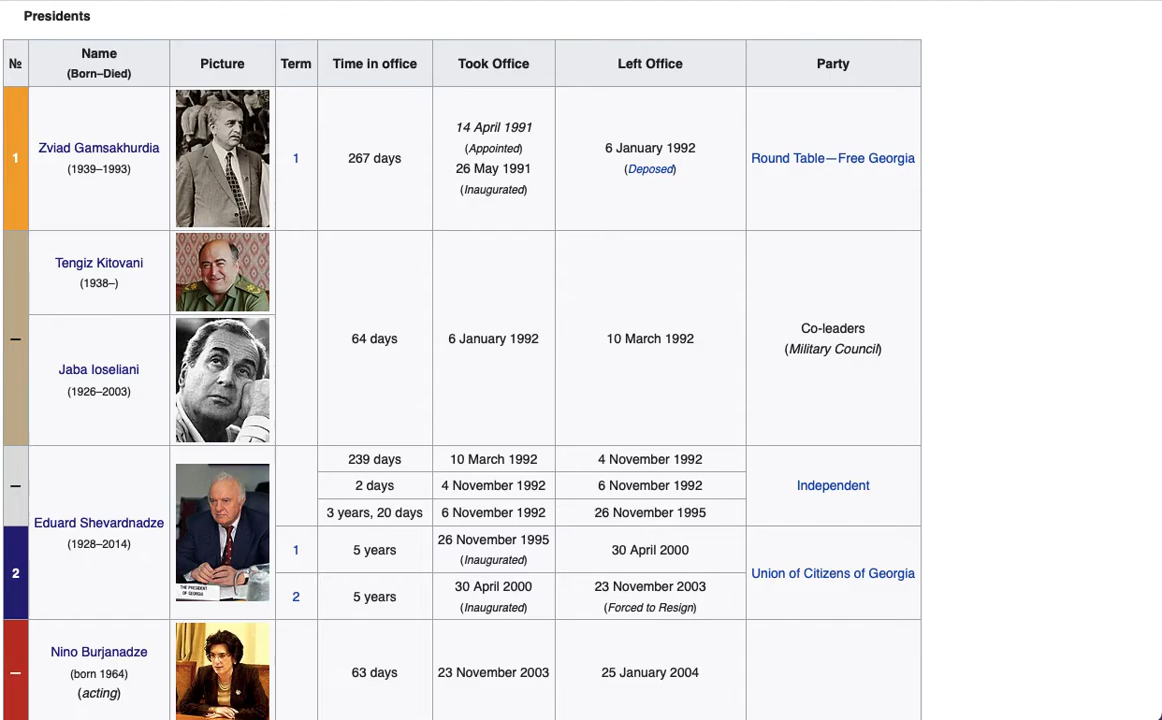 Presidents
№
Name
(Born–Died)
Picture
Term
Time in office
Took Office
Left Office
Party
1
Zviad Gamsakhurdia
(1939–1993)
1
267 days
14 April 1991
(Appointed)
26 May 1991
(Inaugurated)
6 January 1992
(Deposed)
Round Table—Free Georgia
–
Tengiz Kitovani
(1938–)
Jaba Ioseliani
(1926–2003)
64 days
6 January 1992
10 March 1992
Co-leaders
(Military Council)
–
Eduard Shevardnadze
(1928–2014)
THE PRESIDENT
OF GEORGIA
239 days
10 March 1992
4 November 1992
Independent
2 days
4 November 1992
6 November 1992
3 years, 20 days
6 November 1992
26 November 1995
2
1
5 years
26 November 1995
(Inaugurated)
30 April 2000
Union of Citizens of Georgia
2
5 years
30 April 2000
(Inaugurated)
23 November 2003
(Forced to Resign)
–
Nino Burjanadze
(born 1964)
(acting)
63 days
23 November 2003
25 January 2004